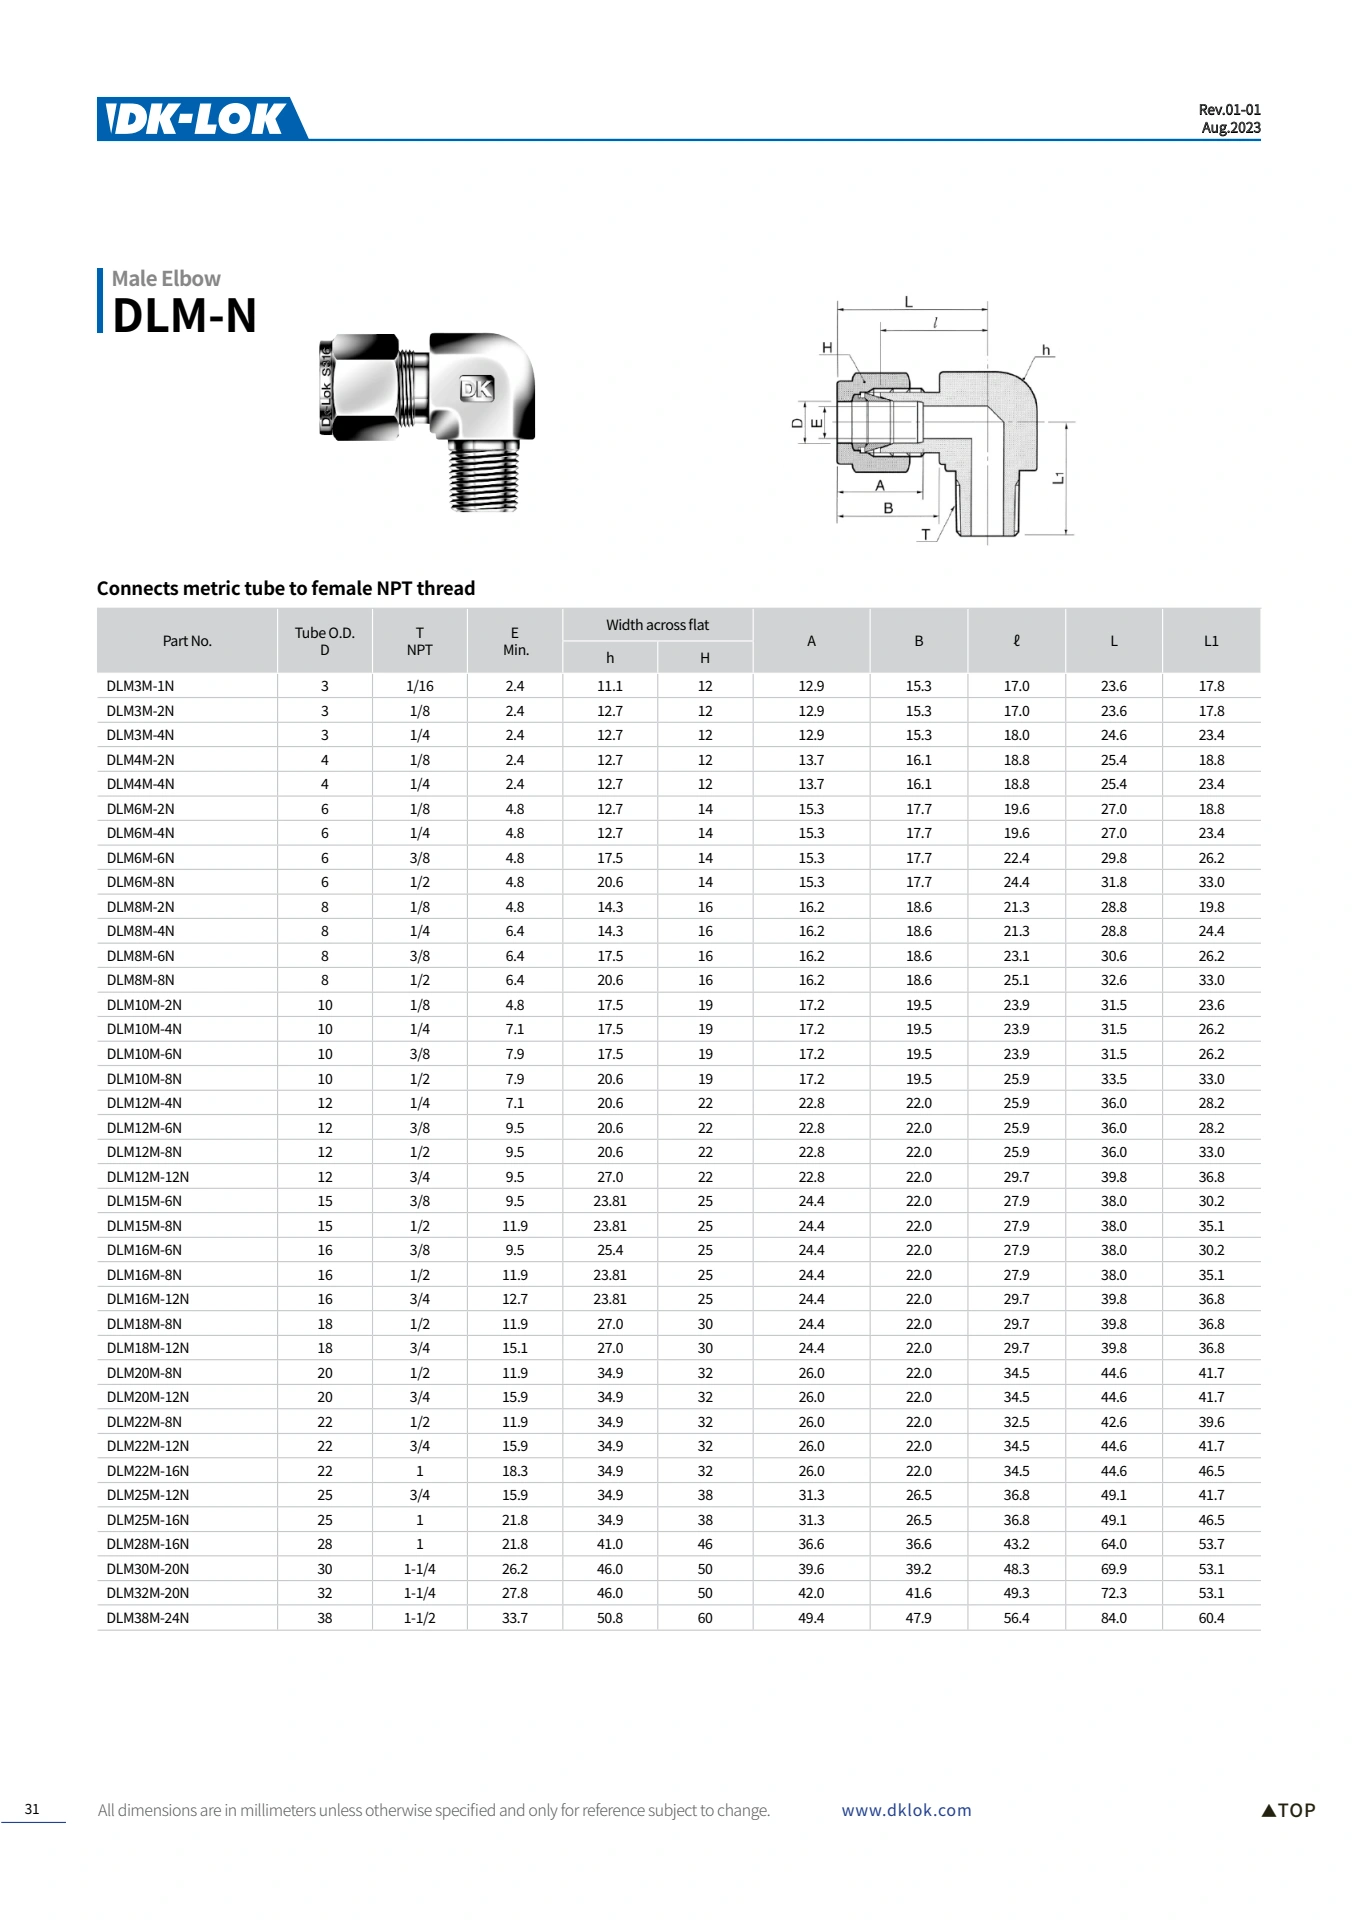 DK-LOK
Rev.01-01
Aug.2023
Male Elbow
DLM-N
DK-Lok S316
DK
L
l
H
h
D
E
A
B
T
L1
Connects metric tube to female NPT thread
Part No. Tube O.D. D T NPT E Min. Width across flat h H A B ℓ L L1
DLM3M-1N 3 1/16 2.4 11.1 12 12.9 15.3 17.0 23.6 17.8
DLM3M-2N 3 1/8 2.4 12.7 12 12.9 15.3 17.0 23.6 17.8
DLM3M-4N 3 1/4 2.4 12.7 12 12.9 15.3 18.0 24.6 23.4
DLM4M-2N 4 1/8 2.4 12.7 12 13.7 16.1 18.8 25.4 18.8
DLM4M-4N 4 1/4 2.4 12.7 12 13.7 16.1 18.8 25.4 23.4
DLM6M-2N 6 1/8 4.8 12.7 14 15.3 17.7 19.6 27.0 18.8
DLM6M-4N 6 1/4 4.8 12.7 14 15.3 17.7 19.6 27.0 23.4
DLM6M-6N 6 3/8 4.8 17.5 14 15.3 17.7 22.4 29.8 26.2
DLM6M-8N 6 1/2 4.8 20.6 14 15.3 17.7 24.4 31.8 33.0
DLM8M-2N 8 1/8 4.8 14.3 16 16.2 18.6 21.3 28.8 19.8
DLM8M-4N 8 1/4 6.4 14.3 16 16.2 18.6 21.3 28.8 24.4
DLM8M-6N 8 3/8 6.4 17.5 16 16.2 18.6 23.1 30.6 26.2
DLM8M-8N 8 1/2 6.4 20.6 16 16.2 18.6 25.1 32.6 33.0
DLM10M-2N 10 1/8 4.8 17.5 19 17.2 19.5 23.9 31.5 23.6
DLM10M-4N 10 1/4 7.1 17.5 19 17.2 19.5 23.9 31.5 26.2
DLM10M-6N 10 3/8 7.9 17.5 19 17.2 19.5 23.9 31.5 26.2
DLM10M-8N 10 1/2 7.9 20.6 19 17.2 19.5 25.9 33.5 33.0
DLM12M-4N 12 1/4 7.1 20.6 22 22.8 22.0 25.9 36.0 28.2
DLM12M-6N 12 3/8 9.5 20.6 22 22.8 22.0 25.9 36.0 28.2
DLM12M-8N 12 1/2 9.5 20.6 22 22.8 22.0 25.9 36.0 33.0
DLM12M-12N 12 3/4 9.5 27.0 22 22.8 22.0 29.7 39.8 36.8
DLM15M-6N 15 3/8 9.5 23.81 25 24.4 22.0 27.9 38.0 30.2
DLM15M-8N 15 1/2 11.9 23.81 25 24.4 22.0 27.9 38.0 35.1
DLM16M-6N 16 3/8 9.5 25.4 25 24.4 22.0 27.9 38.0 30.2
DLM16M-8N 16 1/2 11.9 23.81 25 24.4 22.0 27.9 38.0 35.1
DLM16M-12N 16 3/4 12.7 23.81 25 24.4 22.0 29.7 39.8 36.8
DLM18M-8N 18 1/2 11.9 27.0 30 24.4 22.0 29.7 39.8 36.8
DLM18M-12N 18 3/4 15.1 27.0 30 24.4 22.0 29.7 39.8 36.8
DLM20M-8N 20 1/2 11.9 34.9 32 26.0 22.0 34.5 44.6 41.7
DLM20M-12N 20 3/4 15.9 34.9 32 26.0 22.0 34.5 44.6 41.7
DLM22M-8N 22 1/2 11.9 34.9 32 26.0 22.0 32.5 42.6 39.6
DLM22M-12N 22 3/4 15.9 34.9 32 26.0 22.0 34.5 44.6 41.7
DLM22M-16N 22 1 18.3 34.9 32 26.0 22.0 34.5 44.6 46.5
DLM25M-12N 25 3/4 15.9 34.9 38 31.3 26.5 36.8 49.1 41.7
DLM25M-16N 25 1 21.8 34.9 38 31.3 26.5 36.8 49.1 46.5
DLM28M-16N 28 1 21.8 41.0 46 36.6 36.6 43.2 64.0 53.7
DLM30M-20N 30 1-1/4 26.2 46.0 50 39.6 39.2 48.3 69.9 53.1
DLM32M-20N 32 1-1/4 27.8 46.0 50 42.0 41.6 49.3 72.3 53.1
DLM38M-24N 38 1-1/2 33.7 50.8 60 49.4 47.9 56.4 84.0 60.4
31 All dimensions are in millimeters unless otherwise specified and only for reference subject to change. www.dklok.com ▲TOP